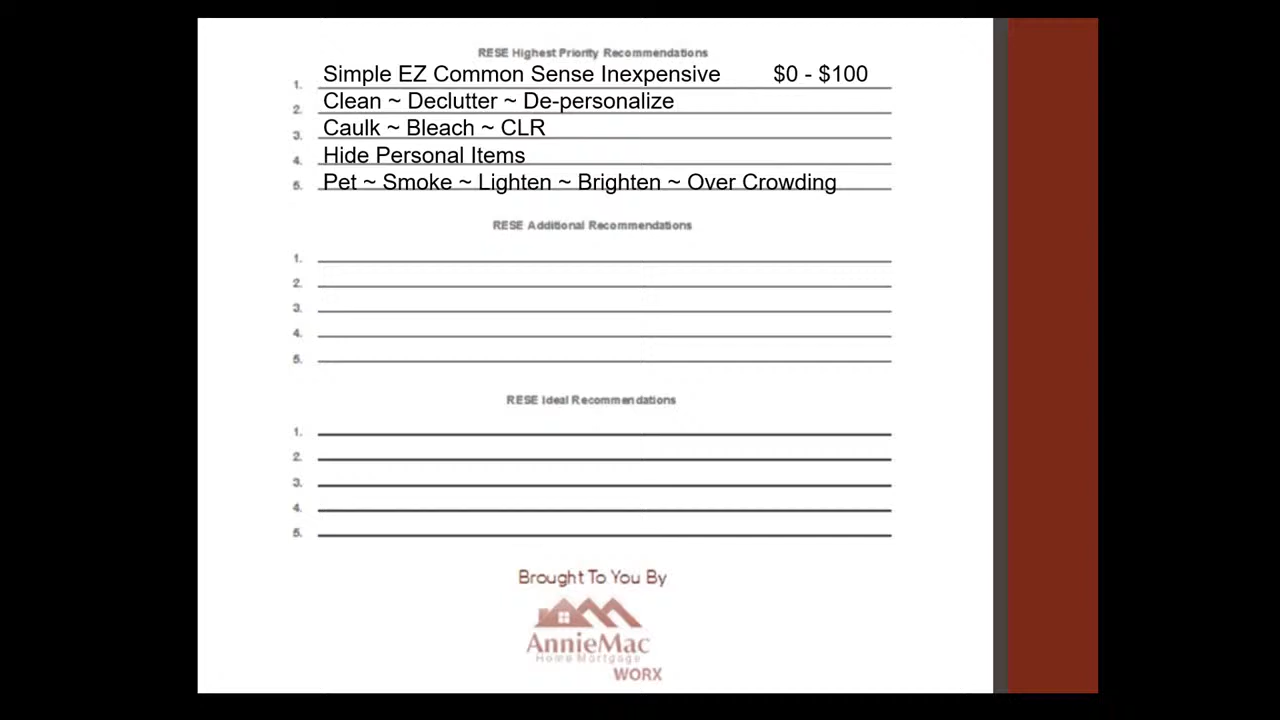 RESE Highest Priority Recommendations
1. Simple EZ Common Sense Inexpensive $0 - $100
2. Clean ~ Declutter ~ De-personalize
3. Caulk ~ Bleach ~ CLR
4. Hide Personal Items
5. Pet ~ Smoke ~ Lighten ~ Brighten ~ Over Crowding
RESE Additional Recommendations
1.
2.
3.
4.
5.
RESE Ideal Recommendations
1.
2.
3.
4.
5.
Brought To You By
AnnieMac
Home Mortgage
WORX